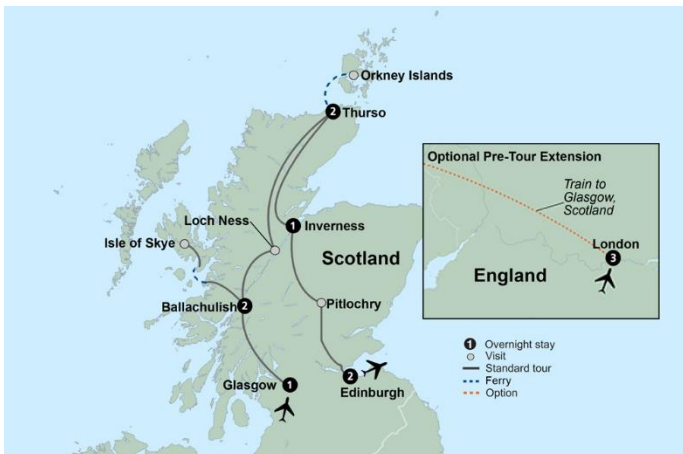 Orkney Islands
2 Thurso
Loch Ness
1 Inverness
Isle of Skye
Scotland
Ballachulish 2
Pitlochry
Glasgow 1
2
Edinburgh
Optional Pre-Tour Extension
Train to
Glasgow,
Scotland
London
3
England
1 Overnight stay
Visit
Standard tour
Ferry
Option